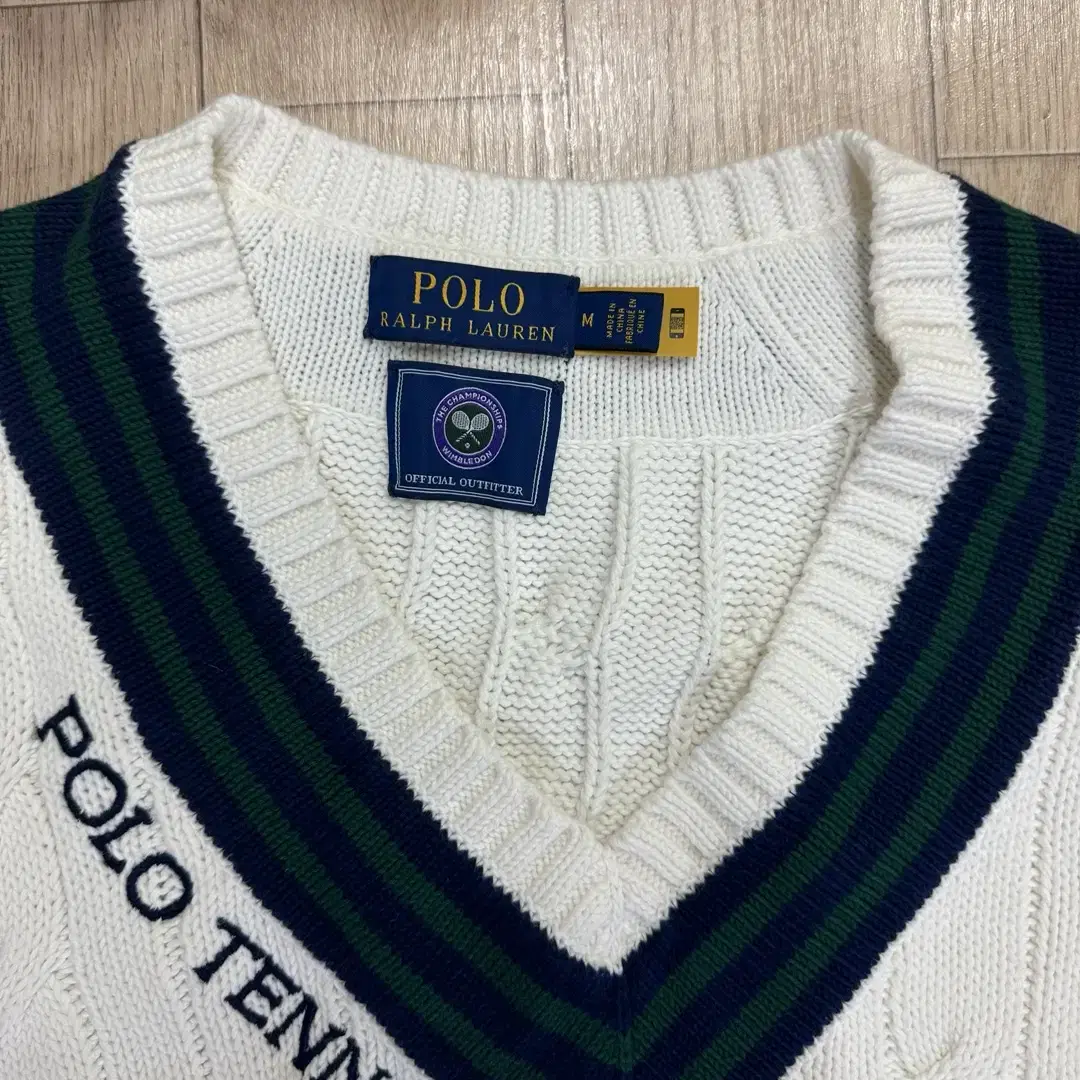 POLO
RALPH LAUREN
M
MADE IN
CHINA
FABRIQUÉ EN
CHINE
THE CHAMPIONSHIPS
WIMBLEDON
OFFICIAL OUTFITTER
POLO TENN